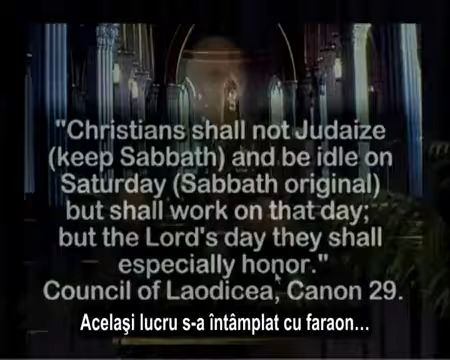 "Christians shall not Judaize
(keep Sabbath) and be idle on
Saturday (Sabbath original)
but shall work on that day;
but the Lord's day they shall
especially honor."
Council of Laodicea, Canon 29.
Acelaşi lucru s-a întâmplat cu faraon...